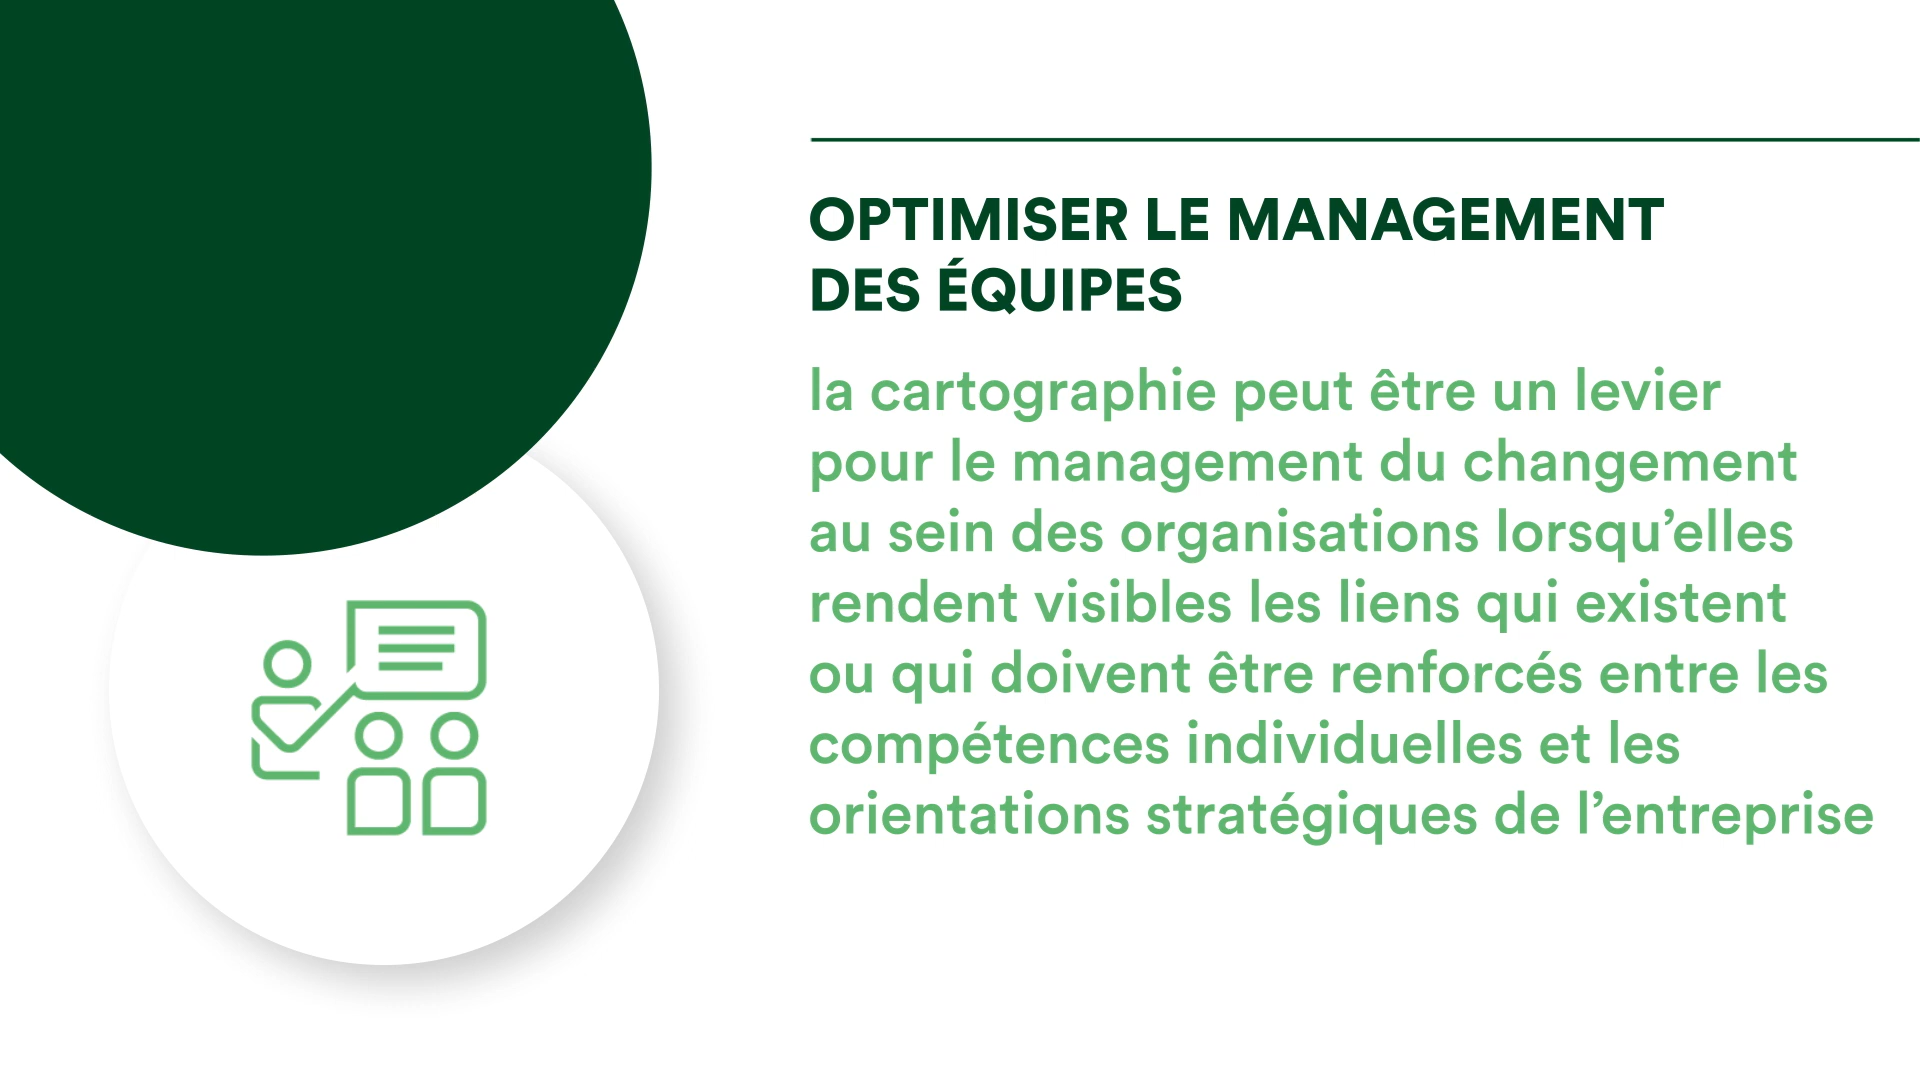 OPTIMISER LE MANAGEMENT
DES ÉQUIPES
la cartographie peut être un levier
pour le management du changement
au sein des organisations lorsqu’elles
rendent visibles les liens qui existent
ou qui doivent être renforcés entre les
compétences individuelles et les
orientations stratégiques de l’entreprise